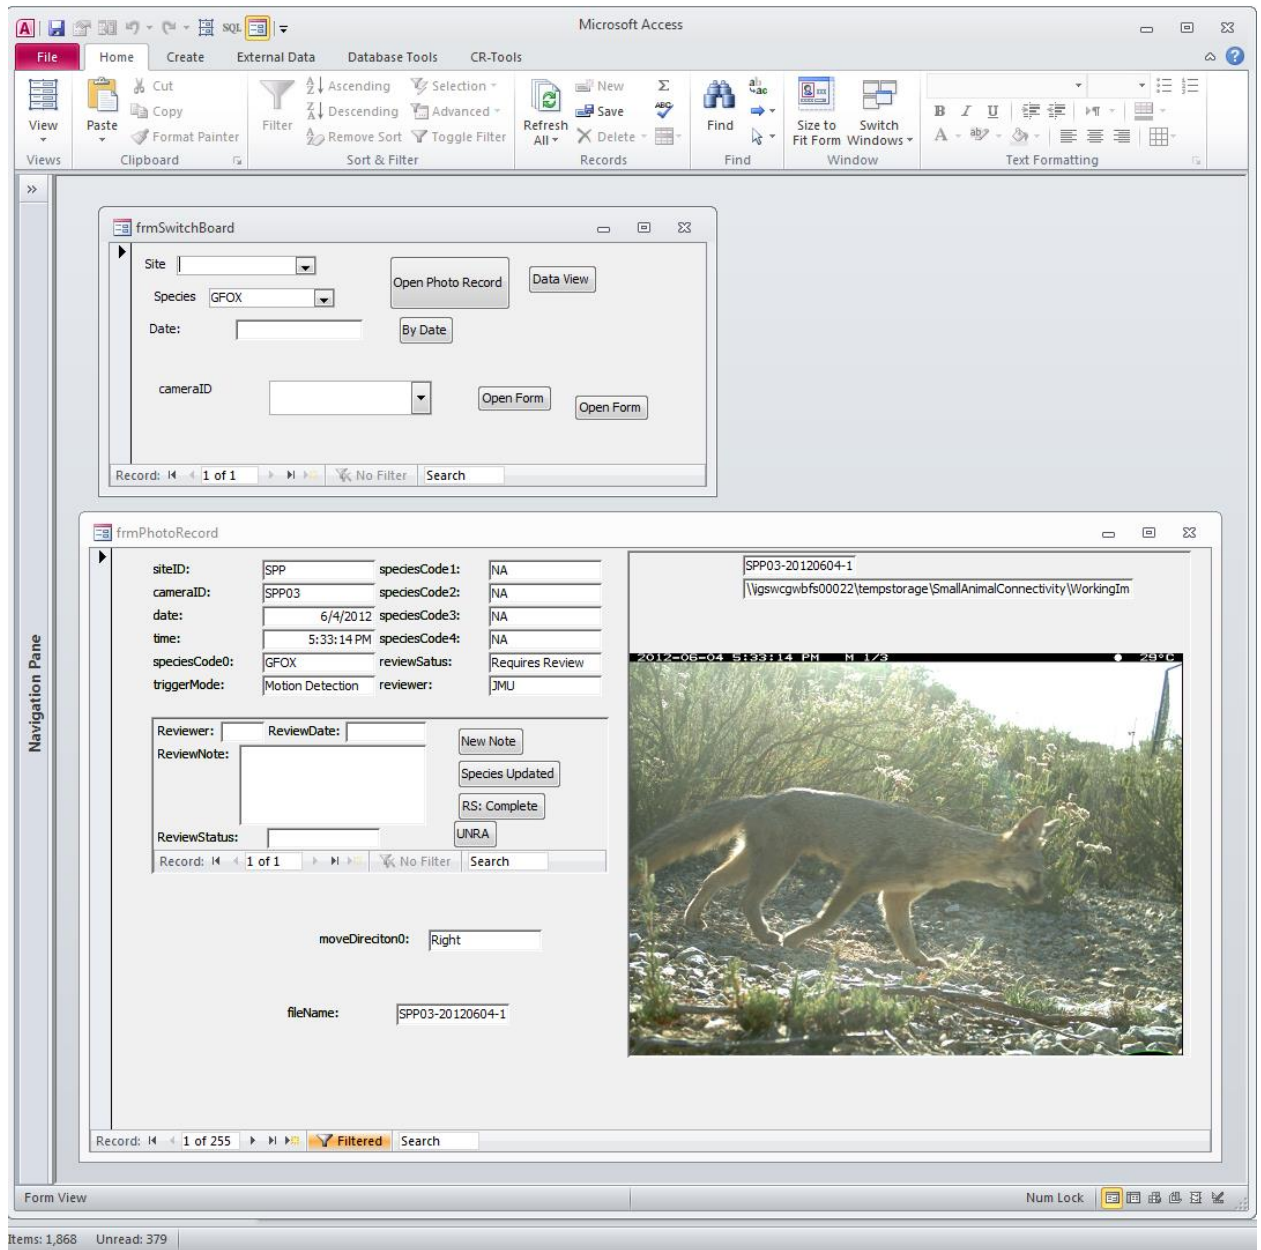 A SQL Microsoft Access
File Home Create External Data Database Tools CR-Tools
View Paste Cut Copy Format Painter Filter Ascending Descending Remove Sort Selection Advanced Toggle Filter Refresh All New Save Delete Σ ABC Find ab ac Size to Fit Form Switch Windows B I U A ab
Views Clipboard Sort & Filter Records Find Window Text Formatting
frmSwitchBoard
Site
Open Photo Record Data View
Species GFOX
Date: By Date
cameraID Open Form Open Form
Record: 1 of 1 No Filter Search
Navigation Pane
frmPhotoRecord
siteID: SPP speciesCode1: NA
cameraID: SPP03 speciesCode2: NA
date: 6/4/2012 speciesCode3: NA
time: 5:33:14 PM speciesCode4: NA
speciesCode0: GFOX reviewSatus: Requires Review
triggerMode: Motion Detection reviewer: JMU
SPP03-20120604-1
\\igswcgwbfs00022\tempstorage\SmallAnimalConnectivity\WorkingIm
2012-06-04 5:33:14 PM M 1/3 29°C
Reviewer: ReviewDate: New Note
ReviewNote:
Species Updated
RS: Complete
ReviewStatus: UNRA
Record: 1 of 1 No Filter Search
moveDireciton0: Right
fileName: SPP03-20120604-1
Record: 1 of 255 Filtered Search
Form View Num Lock
Items: 1,868 Unread: 379